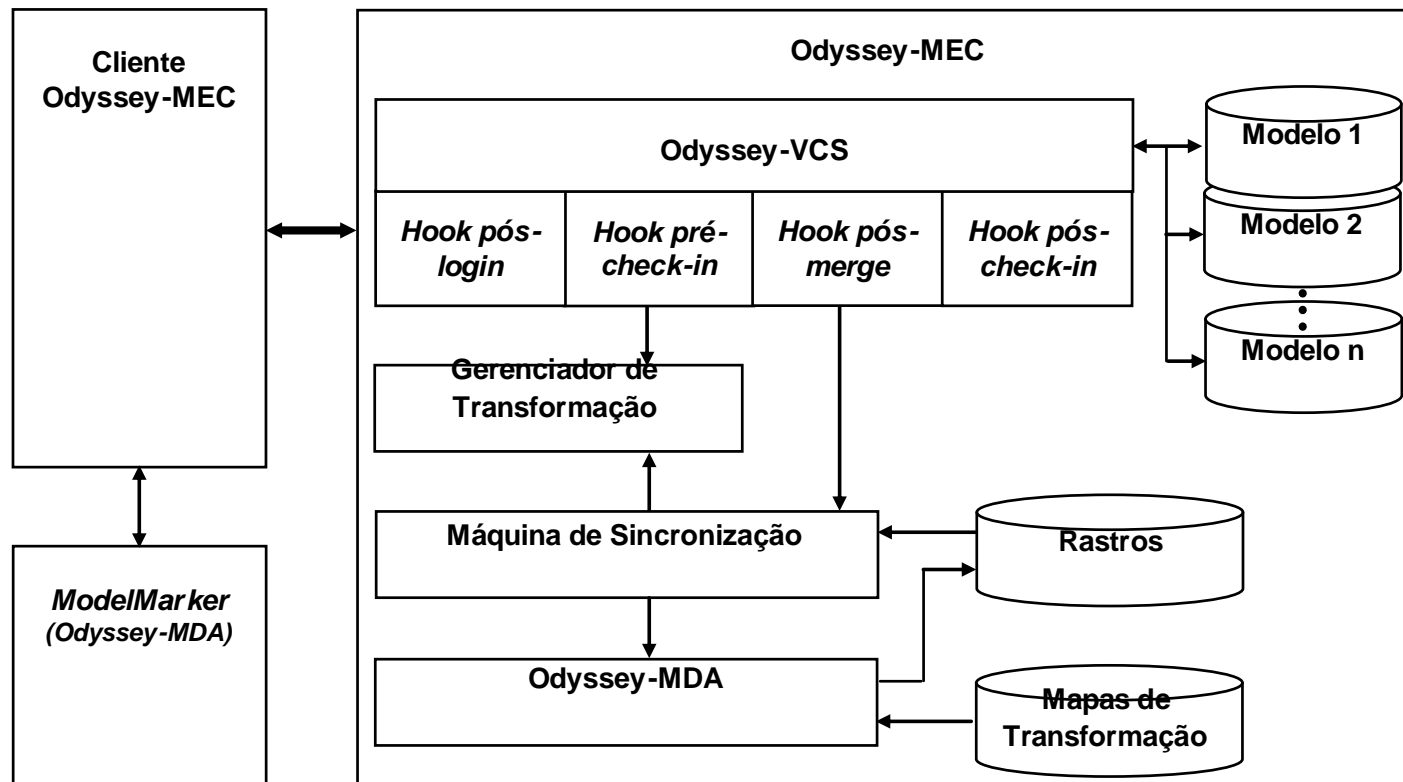 Cliente
Odyssey-MEC
Odyssey-MEC
Odyssey-VCS
Modelo 1
Hook pós-
login
Hook pré-
check-in
Hook pós-
merge
Hook pós-
check-in
Modelo 2
Modelo n
Gerenciador de
Transformação
Máquina de Sincronização
Rastros
ModelMarker
(Odyssey-MDA)
Odyssey-MDA
Mapas de
Transformação